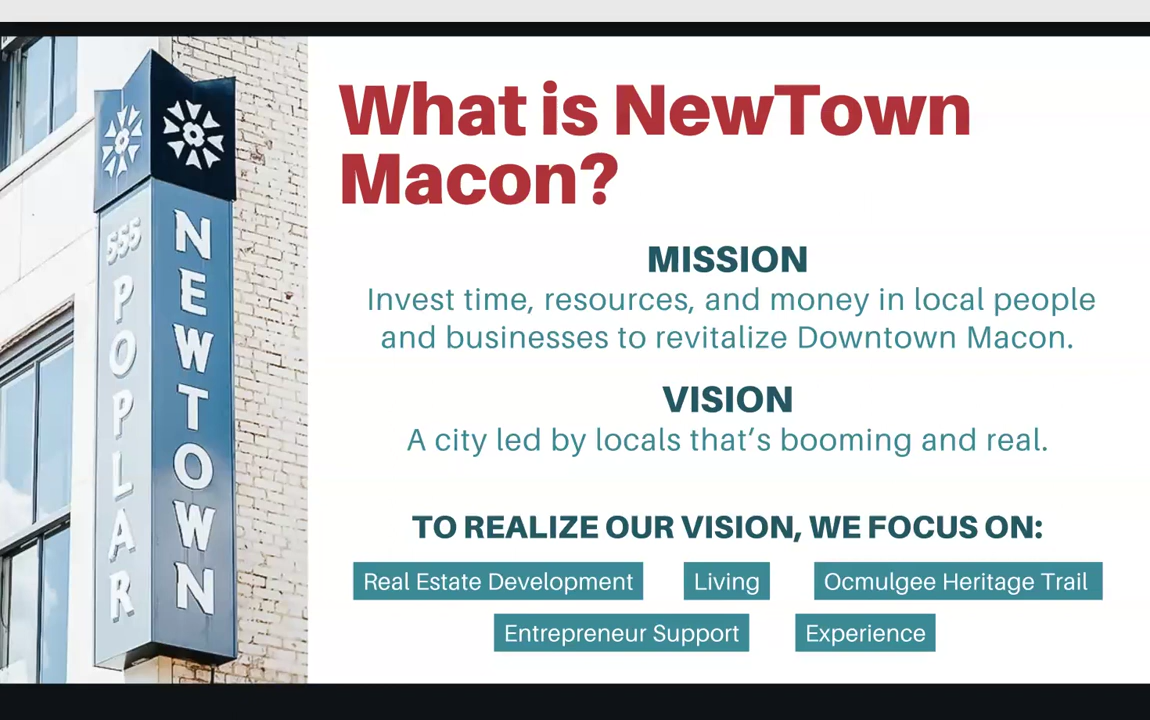 555
POPLAR
NEWTOWN
What is NewTown
Macon?
MISSION
Invest time, resources, and money in local people
and businesses to revitalize Downtown Macon.
VISION
A city led by locals that's booming and real.
TO REALIZE OUR VISION, WE FOCUS ON:
Real Estate Development
Living
Ocmulgee Heritage Trail
Entrepreneur Support
Experience